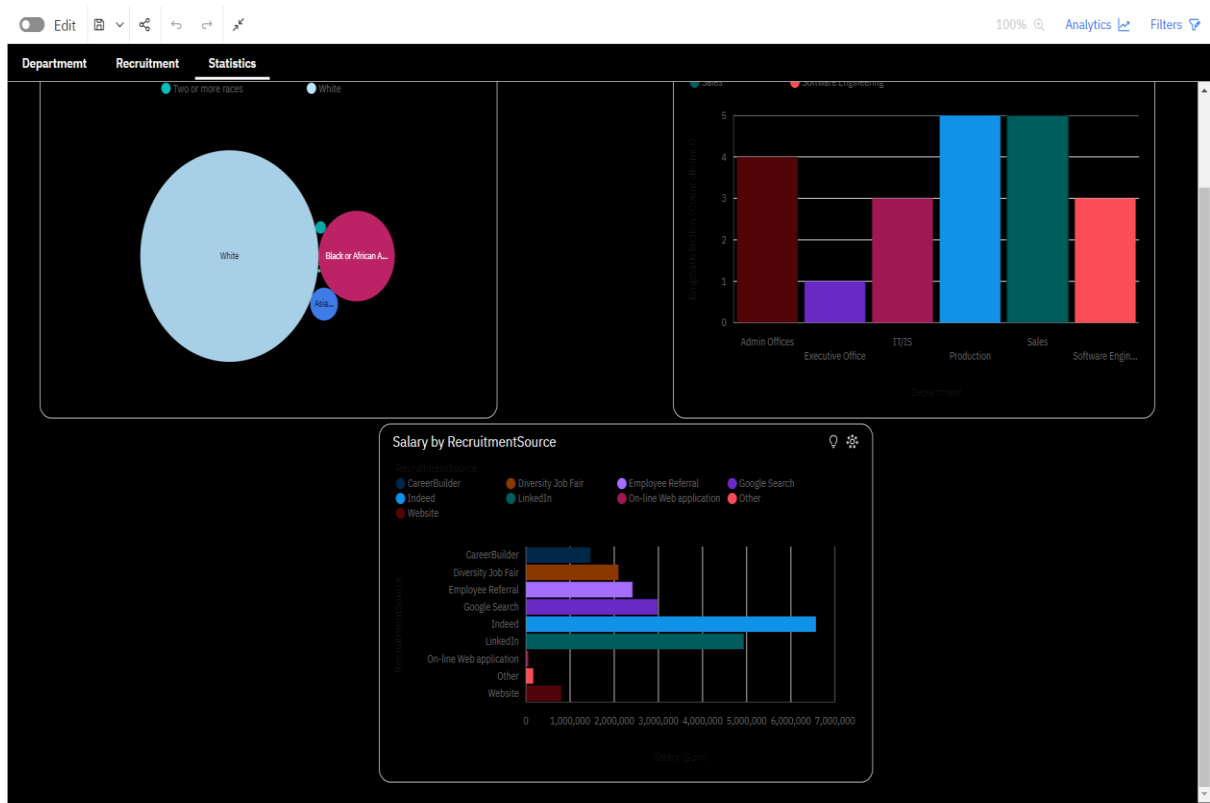 Edit
100%
Analytics
Filters
Departmemt
Recruitment
Statistics
Two or more races
White
White
Black or African A...
Asia...
Sales
Software Engineering
5
4
3
2
1
0
EmpSatisfaction (Count distinct)
Admin Offices
Executive Office
IT/IS
Production
Sales
Software Engin...
Department
Salary by RecruitmentSource
RecruitmentSource
CareerBuilder
Diversity Job Fair
Employee Referral
Google Search
Indeed
LinkedIn
On-line Web application
Other
Website
RecruitmentSource
CareerBuilder
Diversity Job Fair
Employee Referral
Google Search
Indeed
LinkedIn
On-line Web application
Other
Website
0 1,000,000 2,000,000 3,000,000 4,000,000 5,000,000 6,000,000 7,000,000
Salary (Sum)